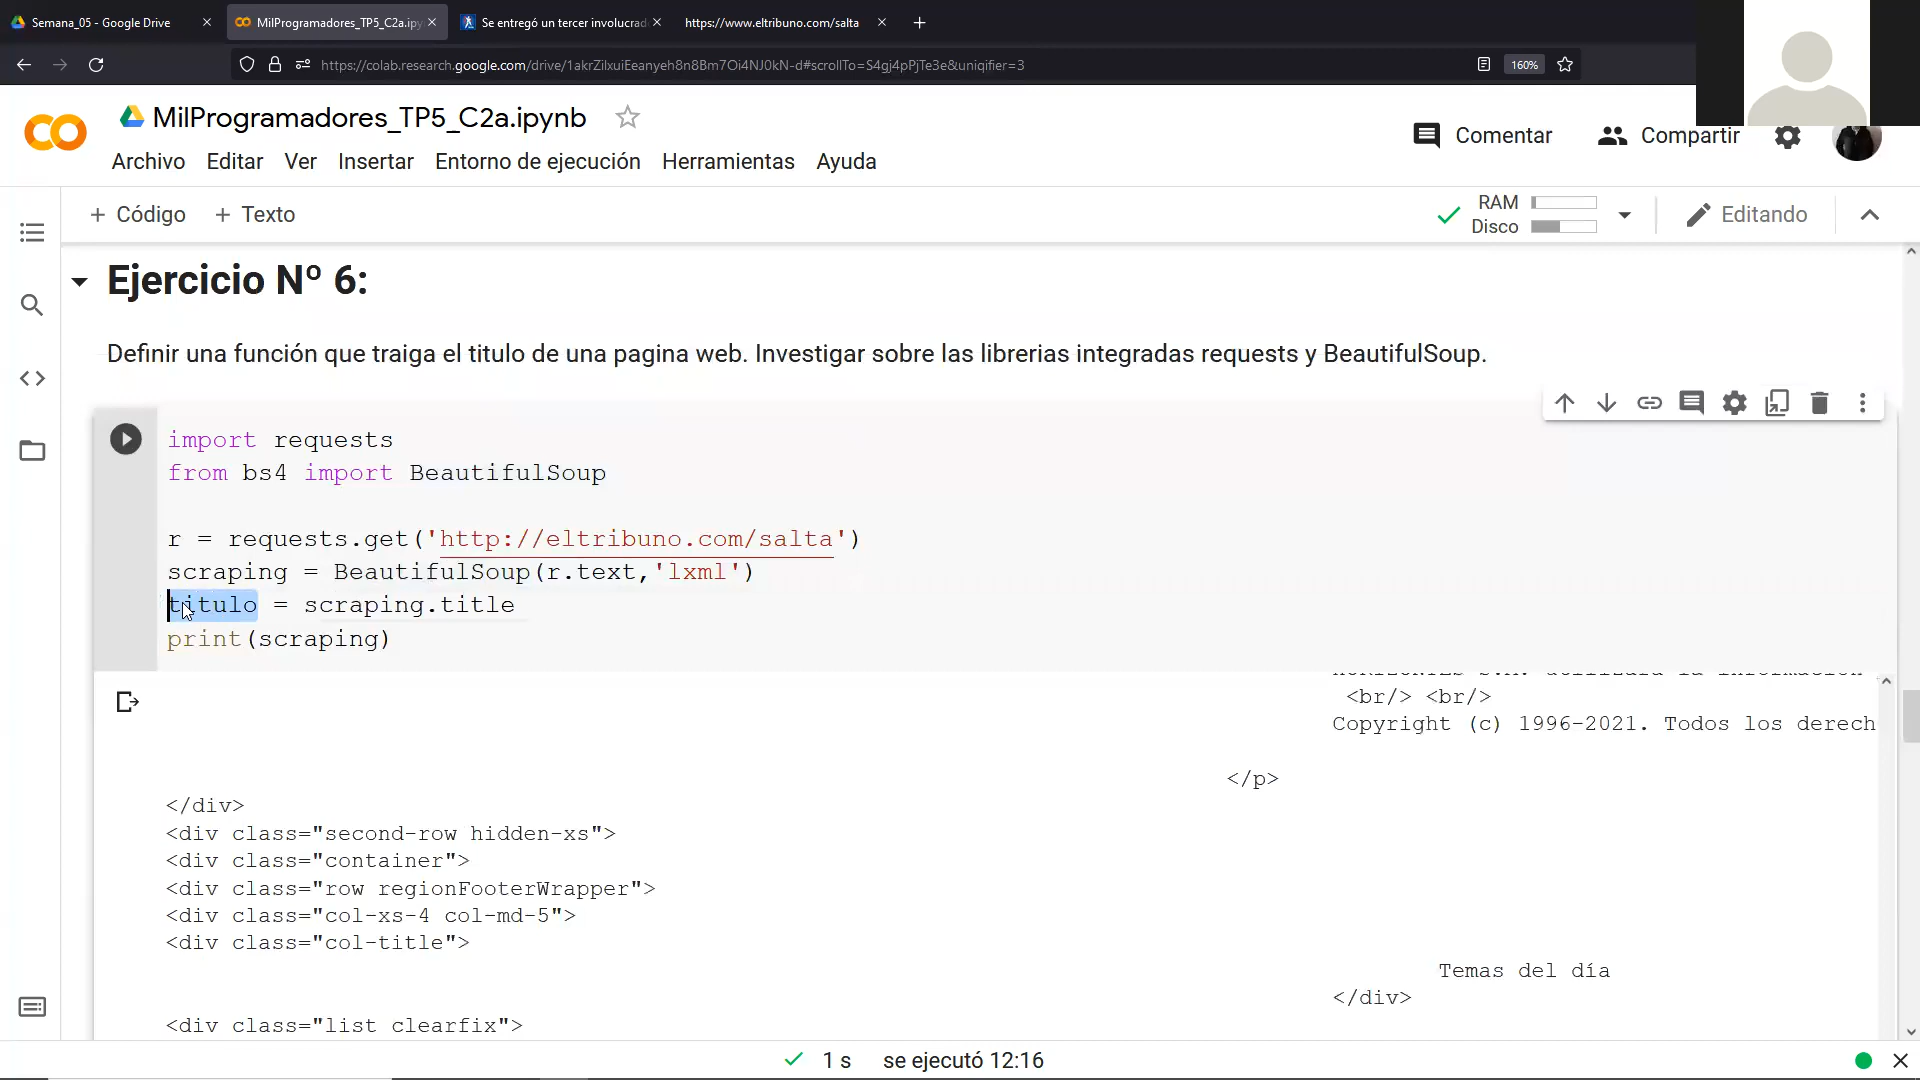 Semana_05 - Google Drive
MilProgramadores_TP5_C2a.ipy
Se entregó un tercer involucrad
https://www.eltribuno.com/salta
https://colab.research.google.com/drive/1akrZilxuiEeanyeh8n8Bm7Oi4NJ0kN-d#scrollTo=S4gj4pPjTe3e&uniqifier=3
160%
MilProgramadores_TP5_C2a.ipynb
Comentar
Compartir
Archivo Editar Ver Insertar Entorno de ejecución Herramientas Ayuda
+ Código + Texto
RAM
Disco
Editando
Ejercicio Nº 6:
Definir una función que traiga el titulo de una pagina web. Investigar sobre las librerias integradas requests y BeautifulSoup.
import requests
from bs4 import BeautifulSoup
r = requests.get('http://eltribuno.com/salta')
scraping = BeautifulSoup(r.text,'lxml')
titulo = scraping.title
print(scraping)
<br/> <br/>
Copyright (c) 1996-2021. Todos los derech
</p>
</div>
<div class="second-row hidden-xs">
<div class="container">
<div class="row regionFooterWrapper">
<div class="col-xs-4 col-md-5">
<div class="col-title">
Temas del día
</div>
<div class="list clearfix">
1 s se ejecutó 12:16